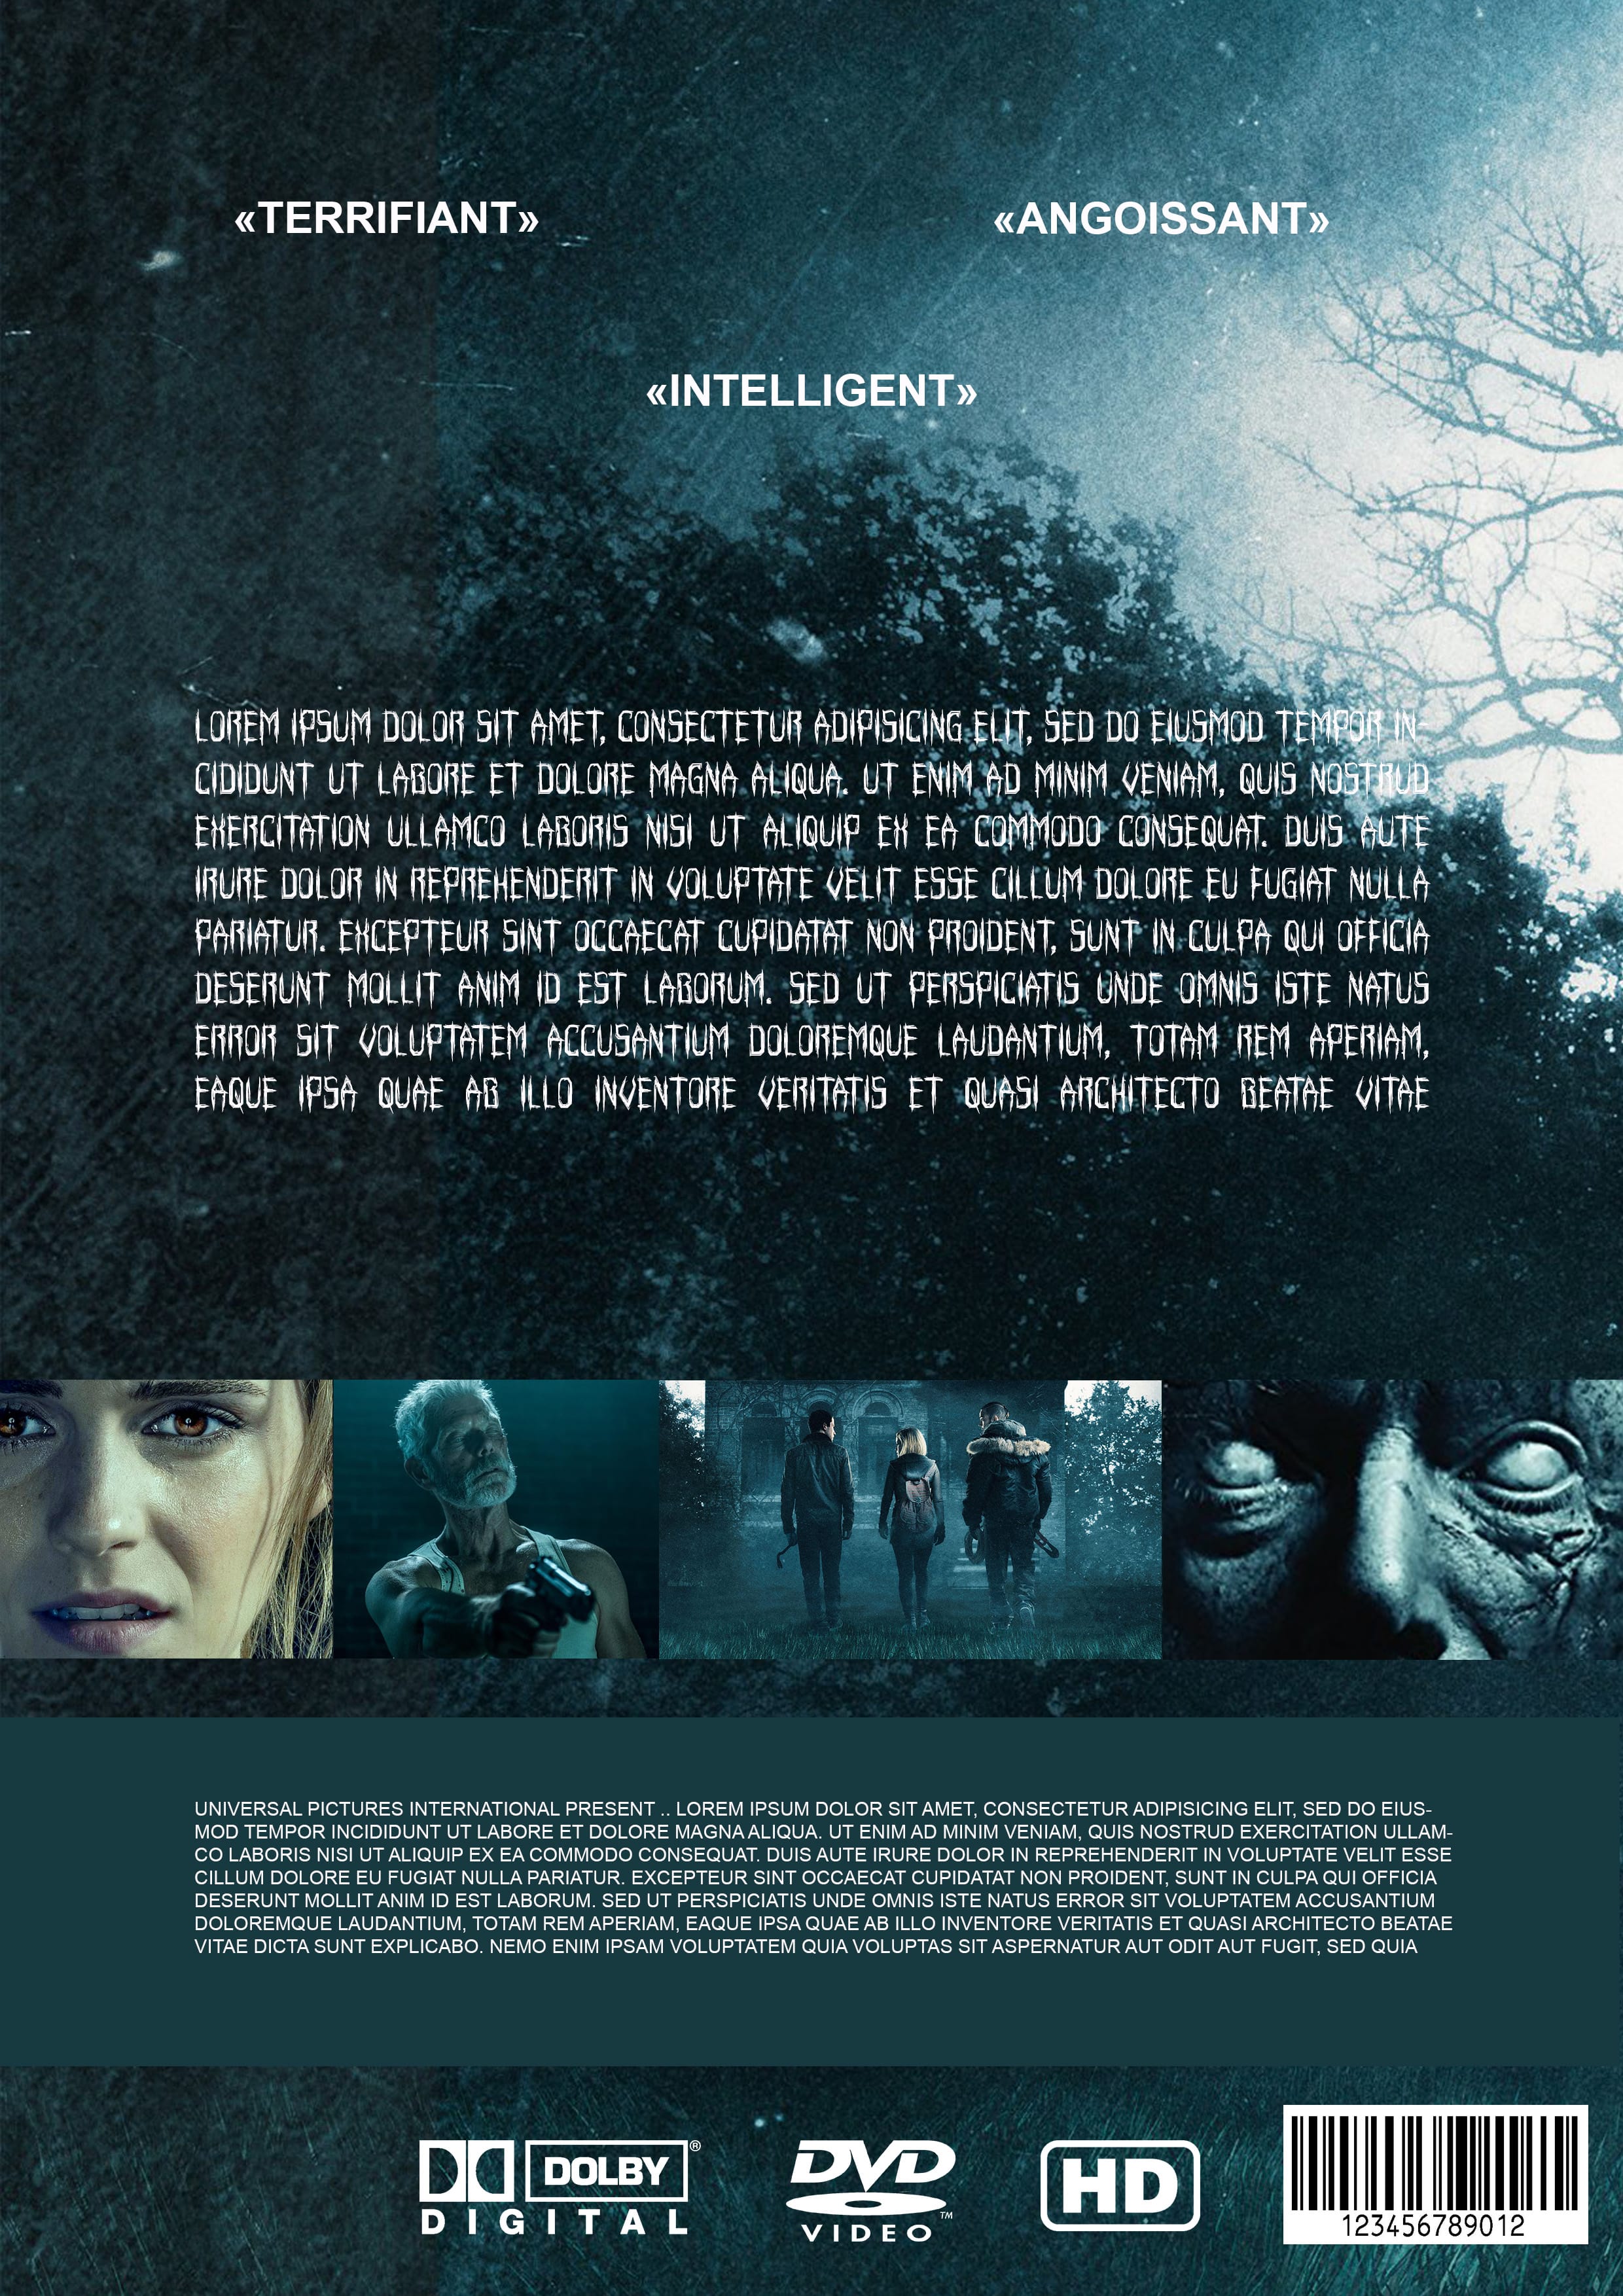 «TERRIFIANT» «ANGOISSANT»
«INTELLIGENT»
LOREM IPSUM DOLOR SIT AMET, CONSECTETUR ADIPISICING ELIT, SED DO EIUSMOD TEMPOR IN-
CIDIDUNT UT LABORE ET DOLORE MAGNA ALIQUA. UT ENIM AD MINIM VENIAM, QUIS NOSTRUD
EXERCITATION ULLAMCO LABORIS NISI UT ALIQUIP EX EA COMMODO CONSEQUAT. DUIS AUTE
IRURE DOLOR IN REPREHENDERIT IN VOLUPTATE VELIT ESSE CILLUM DOLORE EU FUGIAT NULLA
PARIATUR. EXCEPTEUR SINT OCCAECAT CUPIDATAT NON PROIDENT, SUNT IN CULPA QUI OFFICIA
DESERUNT MOLLIT ANIM ID EST LABORUM. SED UT PERSPICIATIS UNDE OMNIS ISTE NATUS
ERROR SIT VOLUPTATEM ACCUSANTIUM DOLOREMQUE LAUDANTIUM, TOTAM REM APERIAM,
EAQUE IPSA QUAE AB ILLO INVENTORE VERITATIS ET QUASI ARCHITECTO BEATAE VITAE
UNIVERSAL PICTURES INTERNATIONAL PRESENT .. LOREM IPSUM DOLOR SIT AMET, CONSECTETUR ADIPISICING ELIT, SED DO EIUS-
MOD TEMPOR INCIDIDUNT UT LABORE ET DOLORE MAGNA ALIQUA. UT ENIM AD MINIM VENIAM, QUIS NOSTRUD EXERCITATION ULLAM-
CO LABORIS NISI UT ALIQUIP EX EA COMMODO CONSEQUAT. DUIS AUTE IRURE DOLOR IN REPREHENDERIT IN VOLUPTATE VELIT ESSE
CILLUM DOLORE EU FUGIAT NULLA PARIATUR. EXCEPTEUR SINT OCCAECAT CUPIDATAT NON PROIDENT, SUNT IN CULPA QUI OFFICIA
DESERUNT MOLLIT ANIM ID EST LABORUM. SED UT PERSPICIATIS UNDE OMNIS ISTE NATUS ERROR SIT VOLUPTATEM ACCUSANTIUM
DOLOREMQUE LAUDANTIUM, TOTAM REM APERIAM, EAQUE IPSA QUAE AB ILLO INVENTORE VERITATIS ET QUASI ARCHITECTO BEATAE
VITAE DICTA SUNT EXPLICABO. NEMO ENIM IPSAM VOLUPTATEM QUIA VOLUPTAS SIT ASPERNATUR AUT ODIT AUT FUGIT, SED QUIA
DOLBY®
DIGITAL
DVD™
VIDEO
HD
123456789012